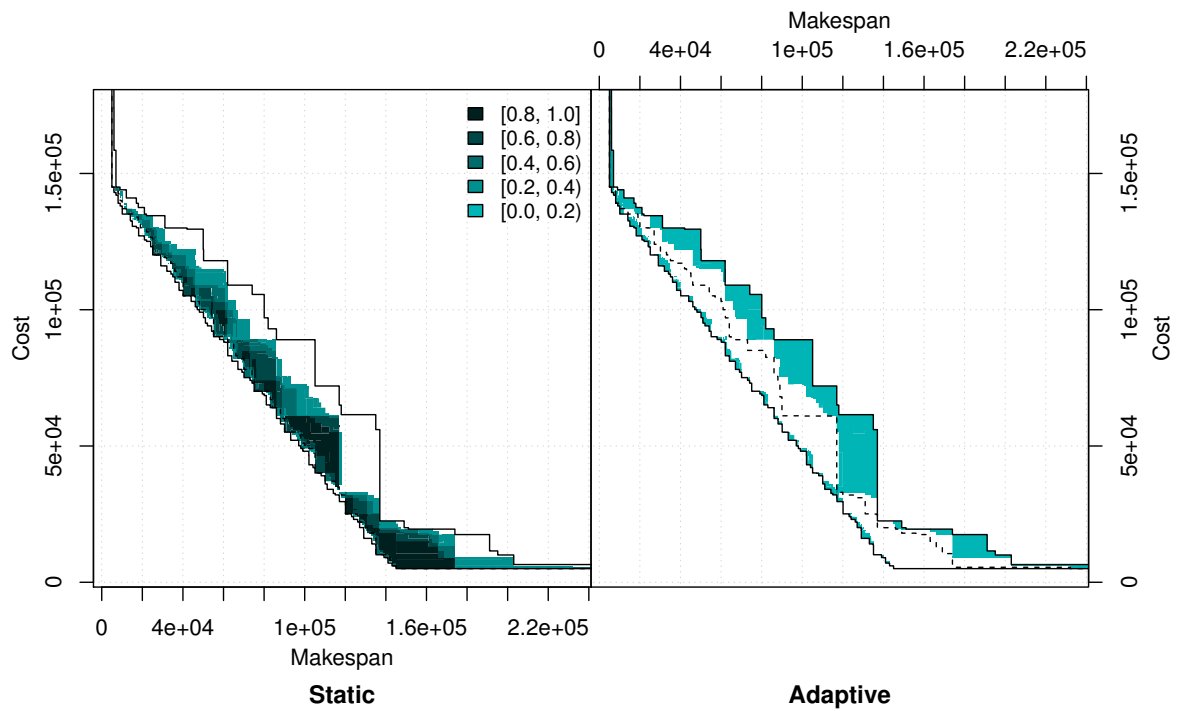 Makespan
0 4e+04 1e+05 1.6e+05 2.2e+05
[0.8, 1.0]
[0.6, 0.8)
[0.4, 0.6)
[0.2, 0.4)
[0.0, 0.2)
Cost
0 5e+04 1e+05 1.5e+05
0 5e+04 1e+05 1.5e+05
Cost
0 4e+04 1e+05 1.6e+05 2.2e+05
Makespan
Static Adaptive